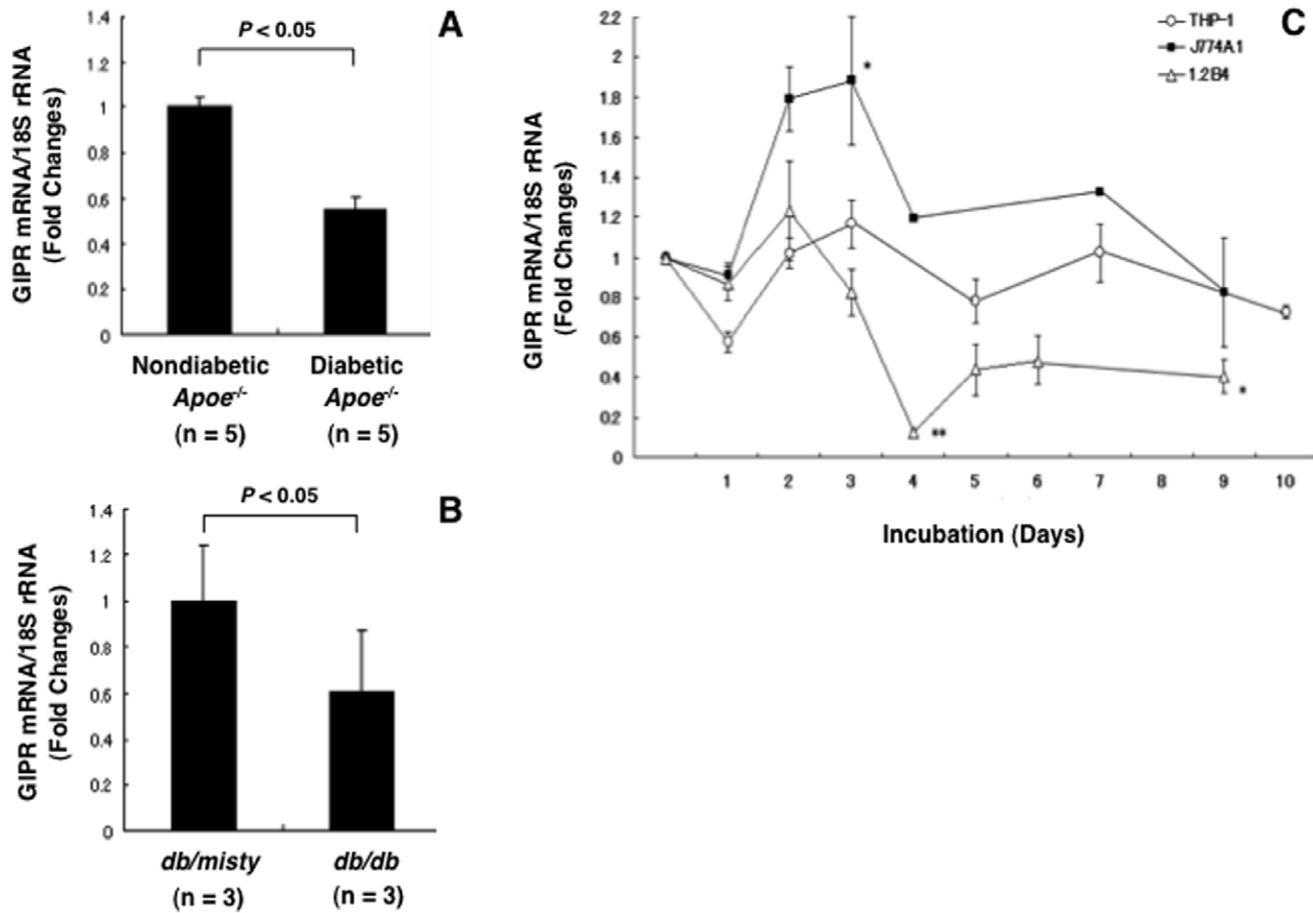 A
GIPR mRNA/18S rRNA
(Fold Changes)
1.4
1.2
1
0.8
0.6
0.4
0.2
0
P < 0.05
Nondiabetic
Apoe-/-
(n = 5)
Diabetic
Apoe-/-
(n = 5)
B
GIPR mRNA/18S rRNA
(Fold Changes)
1.4
1.2
1
0.8
0.6
0.4
0.2
0
P < 0.05
db/misty
(n = 3)
db/db
(n = 3)
C
GIPR mRNA/18S rRNA
(Fold Changes)
2.2
2
1.8
1.6
1.4
1.2
1
0.8
0.6
0.4
0.2
0
THP-1
J774A.1
1.2B4
*
**
*
1 2 3 4 5 6 7 8 9 10
Incubation (Days)